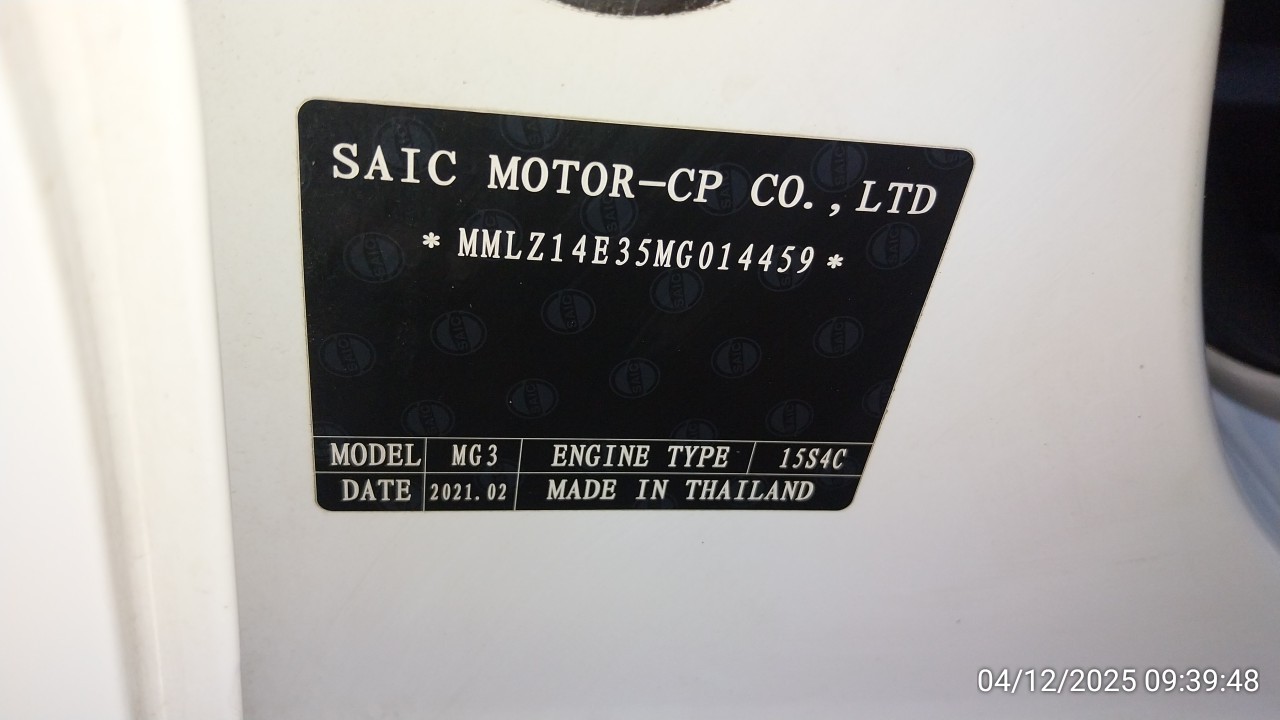 SAIC MOTOR-CP CO.,LTD
* MMLZ14E35MG014459 *
MODEL MG3 ENGINE TYPE 15S4C
DATE 2021.02 MADE IN THAILAND
04/12/2025 09:39:48